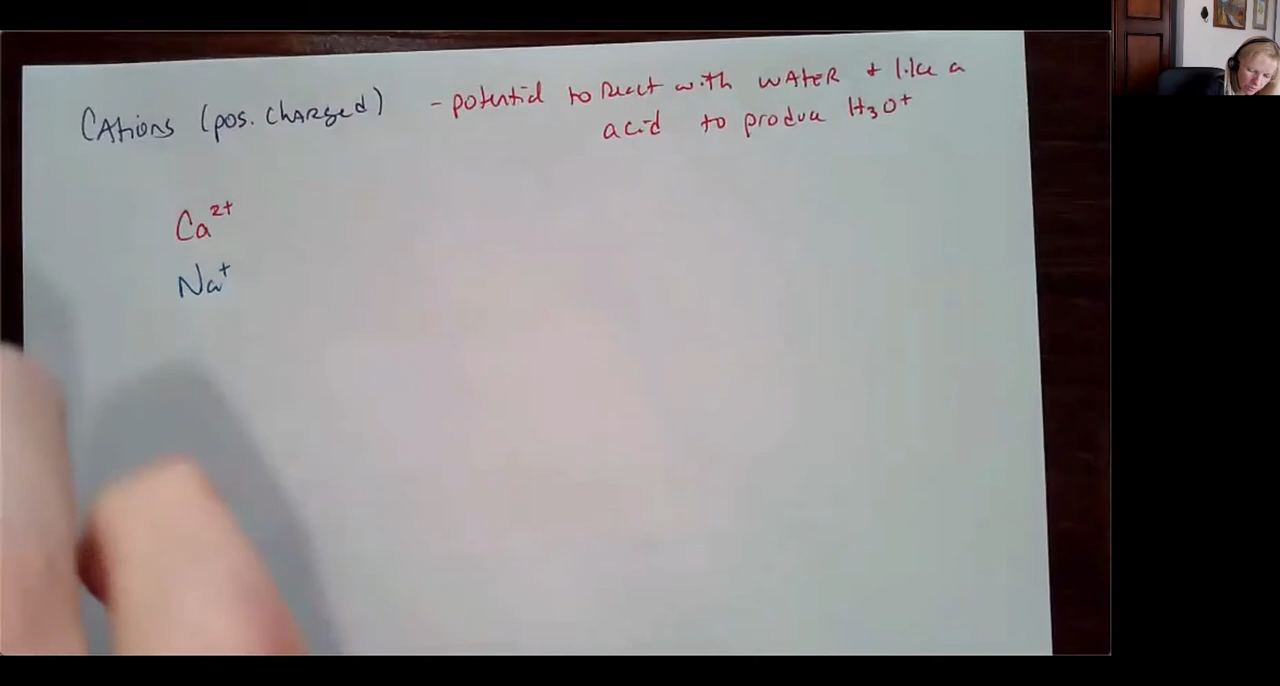 CAtions (pos. CHARged) - potential to react with WATER + like a
acid to produce H₃O⁺
Ca²⁺
Na⁺